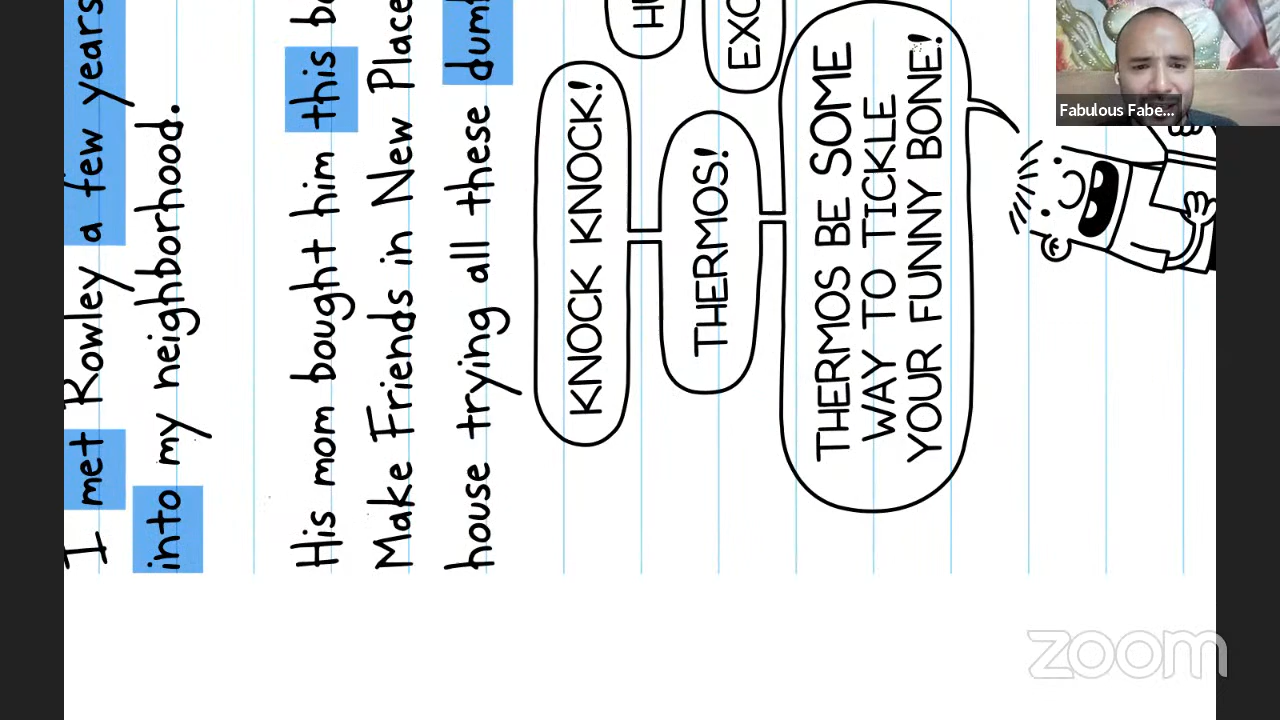 I met Rowley a few years
into my neighborhood.
His mom bought him this
Make Friends in New Place
house trying all these
KNOCK KNOCK!
THERMOS!
THERMOS BE SOME
WAY TO TICKLE
YOUR FUNNY BONE!
EXC
Fabulous Fabe...
zoom